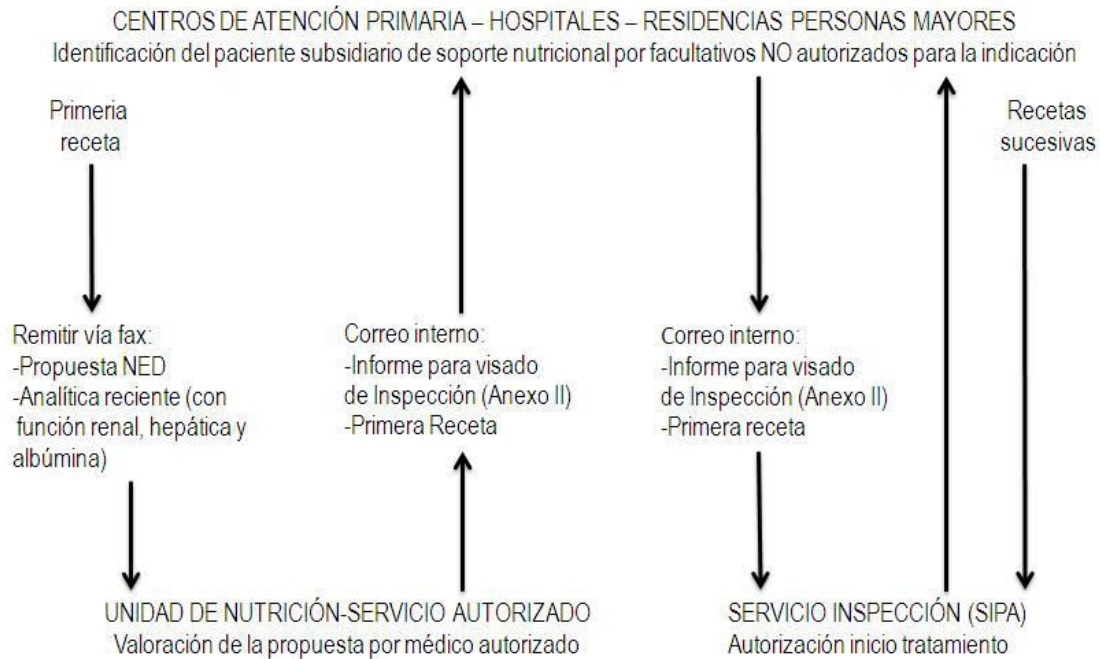 CENTROS DE ATENCIÓN PRIMARIA – HOSPITALES – RESIDENCIAS PERSONAS MAYORES
Identificación del paciente subsidiario de soporte nutricional por facultativos NO autorizados para la indicación
Primeria
receta
Recetas
sucesivas
Remitir vía fax:
-Propuesta NED
-Analítica reciente (con
función renal, hepática y
albúmina)
Correo interno:
-Informe para visado
de Inspección (Anexo II)
-Primera Receta
Correo interno:
-Informe para visado
de Inspección (Anexo II)
-Primera receta
UNIDAD DE NUTRICIÓN-SERVICIO AUTORIZADO
Valoración de la propuesta por médico autorizado
SERVICIO INSPECCIÓN (SIPA)
Autorización inicio tratamiento